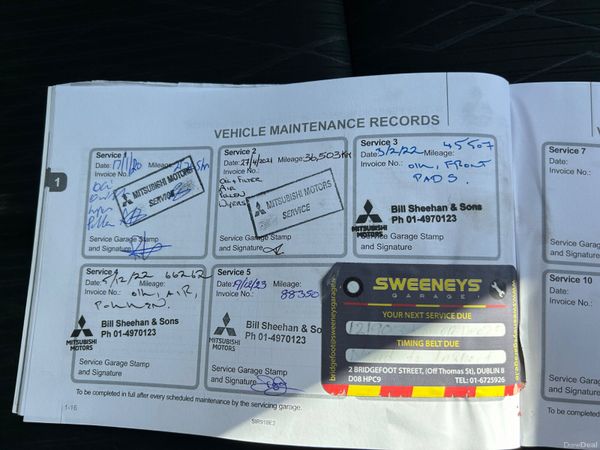 VEHICLE MAINTENANCE RECORDS
1
Service 1
Date: 17/1/20 Mileage:
Invoice No.:
Oil
MITSUBISHI MOTORS
SERVICE
Service Garage Stamp
and Signature
Service 2
Date: 27/4/2021 Mileage: 36,503KM
Invoice No.:
OIL + FILTER
AIR
POLLEN
WIPERS
MITSUBISHI MOTORS
SERVICE
Service Garage Stamp
and Signature
Service 3
Date: 3/2/22 Mileage: 45507
Invoice No.: Oil, FRONT
PADS.
MITSUBISHI
MOTORS
Bill Sheehan & Sons
Ph 01-4970123
Service Garage Stamp
and Signature
Service 4
Date: 5/12/22 66262
Invoice No.: Oil, AIR,
MITSUBISHI
MOTORS
Bill Sheehan & Sons
Ph 01-4970123
Service Garage Stamp
and Signature
Service 5
Date: 19/12/23
Invoice No.: 88350
MITSUBISHI
MOTORS
Bill Sheehan & So
Ph 01-4970123
Service Garage Stamp
and Signature
SWEENEYS
GARAGE
YOUR NEXT SERVICE DUE
TIMING BELT DUE
2 BRIDGEFOOT STREET, (Off Thomas St), DUBLIN 8
D08 HPC9 TEL: 01-6725926
Service 7
Date:
Invoice No.:
Service Garage
and Signature
Service 10
Date:
Invoice No.:
Service Garage
and Signature
To be completed in full after every scheduled maintenance by the servicing garage.
To be completed
1-16
DoneDeal